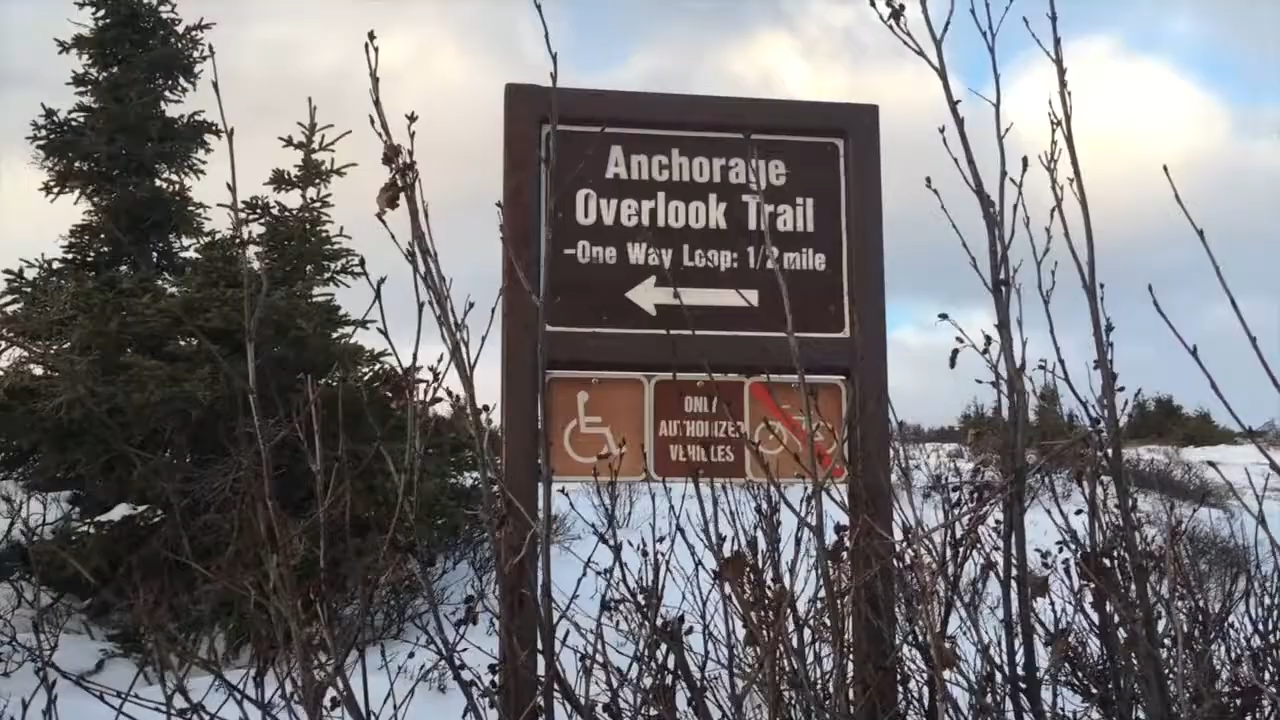 Anchorage
Overlook Trail
-One Way Loop: 1/2 mile
ONLY
AUTHORIZED
VEHICLES